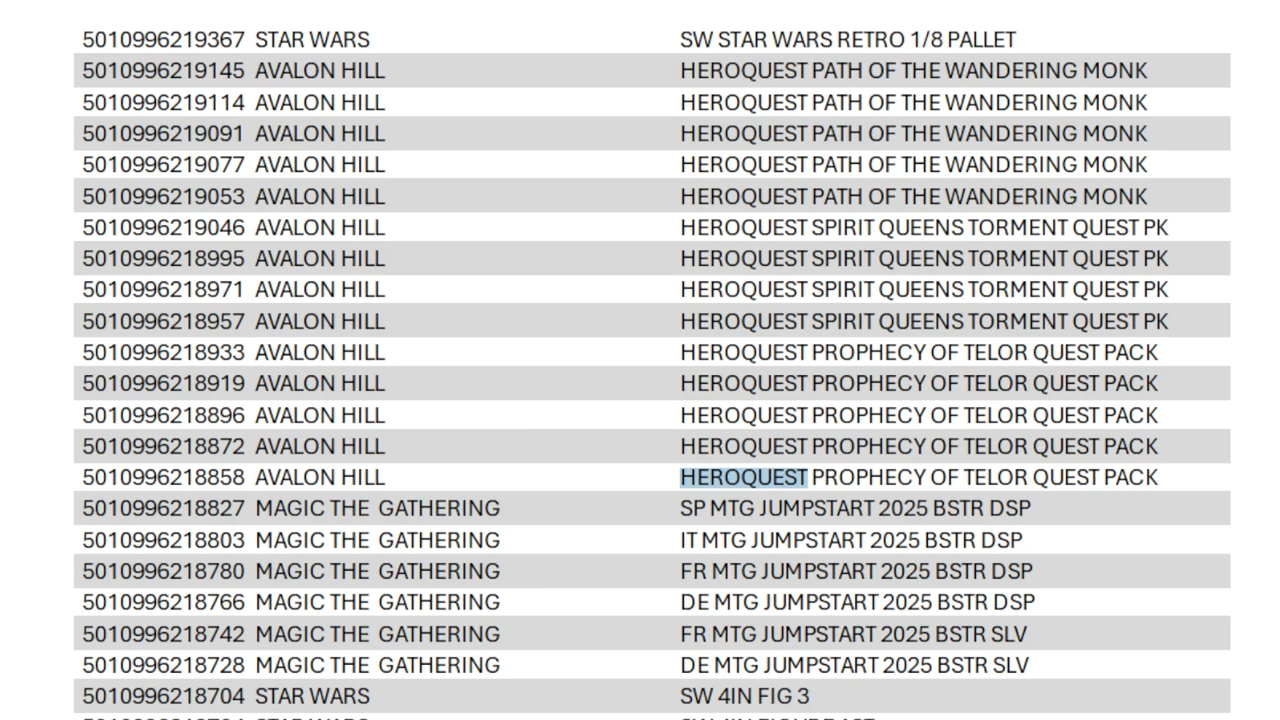 5010996219367 STAR WARS SW STAR WARS RETRO 1/8 PALLET
5010996219145 AVALON HILL HEROQUEST PATH OF THE WANDERING MONK
5010996219114 AVALON HILL HEROQUEST PATH OF THE WANDERING MONK
5010996219091 AVALON HILL HEROQUEST PATH OF THE WANDERING MONK
5010996219077 AVALON HILL HEROQUEST PATH OF THE WANDERING MONK
5010996219053 AVALON HILL HEROQUEST PATH OF THE WANDERING MONK
5010996219046 AVALON HILL HEROQUEST SPIRIT QUEENS TORMENT QUEST PK
5010996218995 AVALON HILL HEROQUEST SPIRIT QUEENS TORMENT QUEST PK
5010996218971 AVALON HILL HEROQUEST SPIRIT QUEENS TORMENT QUEST PK
5010996218957 AVALON HILL HEROQUEST SPIRIT QUEENS TORMENT QUEST PK
5010996218933 AVALON HILL HEROQUEST PROPHECY OF TELOR QUEST PACK
5010996218919 AVALON HILL HEROQUEST PROPHECY OF TELOR QUEST PACK
5010996218896 AVALON HILL HEROQUEST PROPHECY OF TELOR QUEST PACK
5010996218872 AVALON HILL HEROQUEST PROPHECY OF TELOR QUEST PACK
5010996218858 AVALON HILL HEROQUEST PROPHECY OF TELOR QUEST PACK
5010996218827 MAGIC THE GATHERING SP MTG JUMPSTART 2025 BSTR DSP
5010996218803 MAGIC THE GATHERING IT MTG JUMPSTART 2025 BSTR DSP
5010996218780 MAGIC THE GATHERING FR MTG JUMPSTART 2025 BSTR DSP
5010996218766 MAGIC THE GATHERING DE MTG JUMPSTART 2025 BSTR DSP
5010996218742 MAGIC THE GATHERING FR MTG JUMPSTART 2025 BSTR SLV
5010996218728 MAGIC THE GATHERING DE MTG JUMPSTART 2025 BSTR SLV
5010996218704 STAR WARS SW 4IN FIG 3